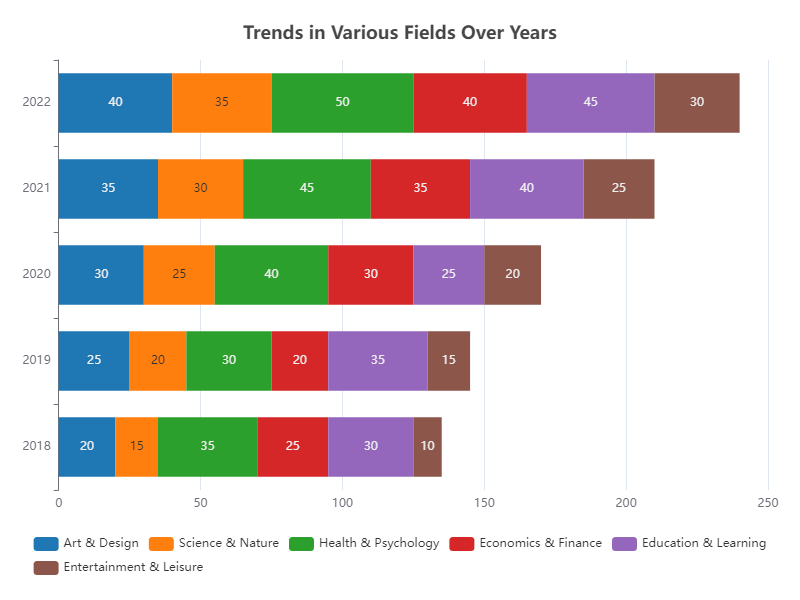 Trends in Various Fields Over Years
2022 40 35 50 40 45 30
2021 35 30 45 35 40 25
2020 30 25 40 30 25 20
2019 25 20 30 20 35 15
2018 20 15 35 25 30 10
0 50 100 150 200 250
Art & Design Science & Nature Health & Psychology Economics & Finance Education & Learning
Entertainment & Leisure